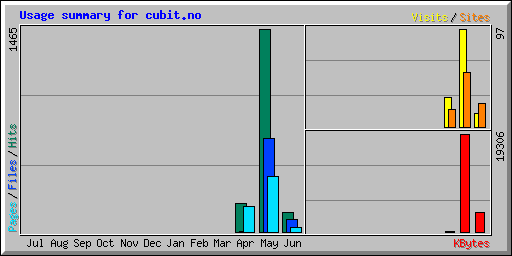 Usage summary for cubit.no
Visits / Sites
1465
97
Pages / Files / Hits
19306
Jul Aug Sep Oct Nov Dec Jan Feb Mar Apr May Jun
KBytes